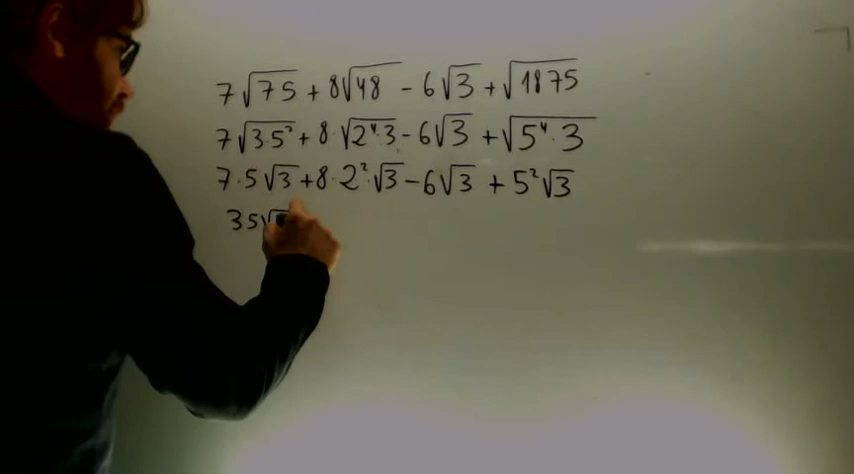 7√75 + 8√48 - 6√3 + √1875
7√3·5² + 8·√2⁴·3 - 6√3 + √5⁴·3
7·5√3 + 8·2²·√3 - 6√3 + 5²√3
35√